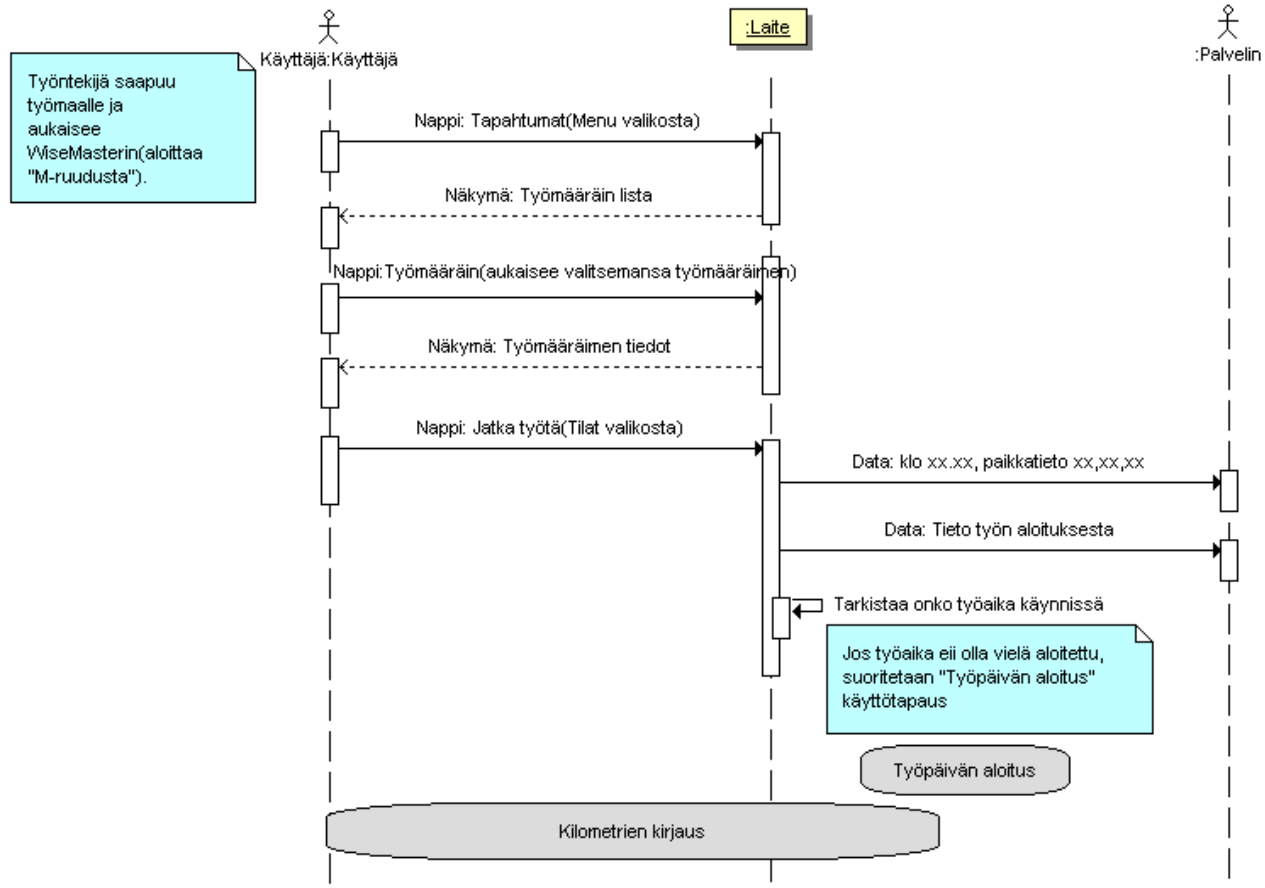 Käyttäjä:Käyttäjä
:Laite
:Palvelin
Työntekijä saapuu
työmaalle ja
aukaisee
WiseMasterin(aloittaa
"M-ruudusta").
Nappi: Tapahtumat(Menu valikosta)
Näkymä: Työmääräin lista
Nappi:Työmääräin(aukaisee valitsemansa työmääräimen)
Näkymä: Työmääräimen tiedot
Nappi: Jatka työtä(Tilat valikosta)
Data: klo xx.xx, paikkatieto xx,xx,xx
Data: Tieto työn aloituksesta
Tarkistaa onko työaika käynnissä
Jos työaika eii olla vielä aloitettu,
suoritetaan "Työpäivän aloitus"
käyttötapaus
Työpäivän aloitus
Kilometrien kirjaus